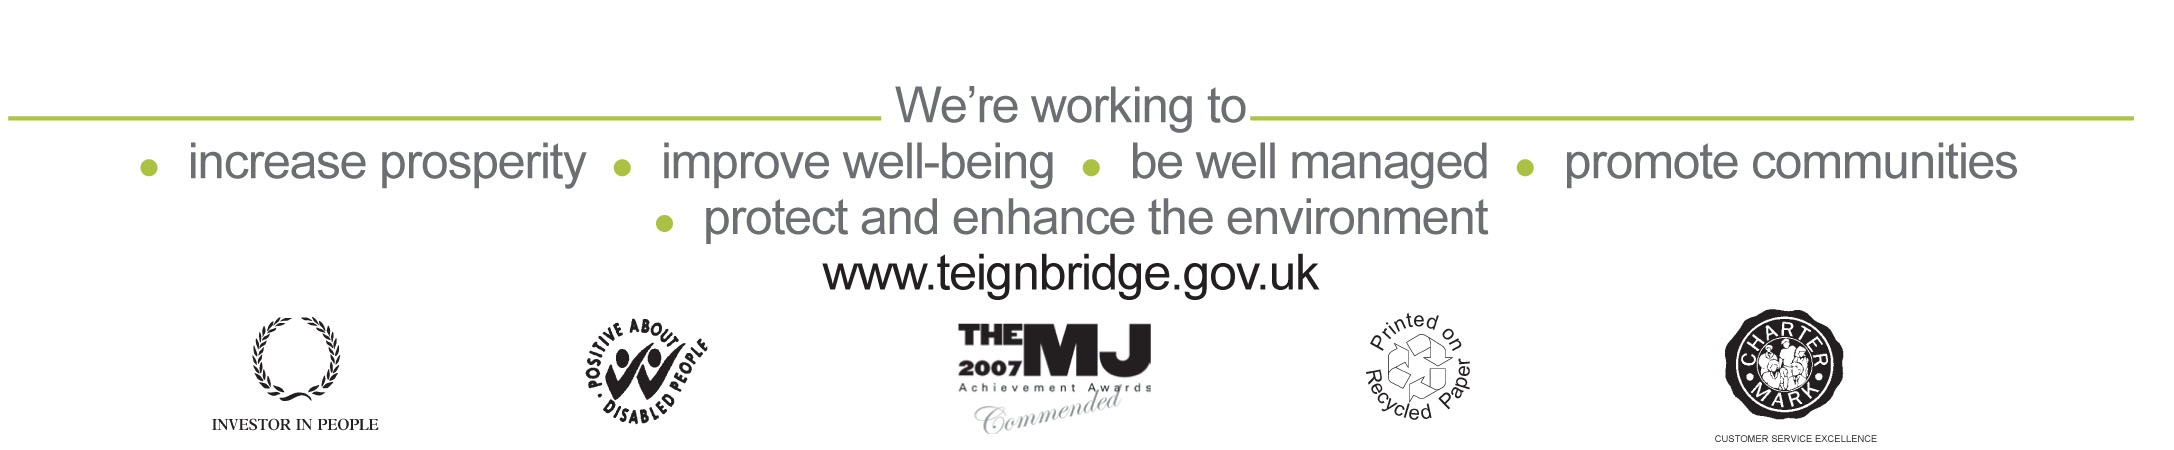 We’re working to
• increase prosperity • improve well-being • be well managed • promote communities
• protect and enhance the environment
www.teignbridge.gov.uk
INVESTOR IN PEOPLE
POSITIVE ABOUT DISABLED PEOPLE
THE MJ
2007
Achievement Awards
Commended
Printed on Recycled Paper
CHARTER MARK
CUSTOMER SERVICE EXCELLENCE